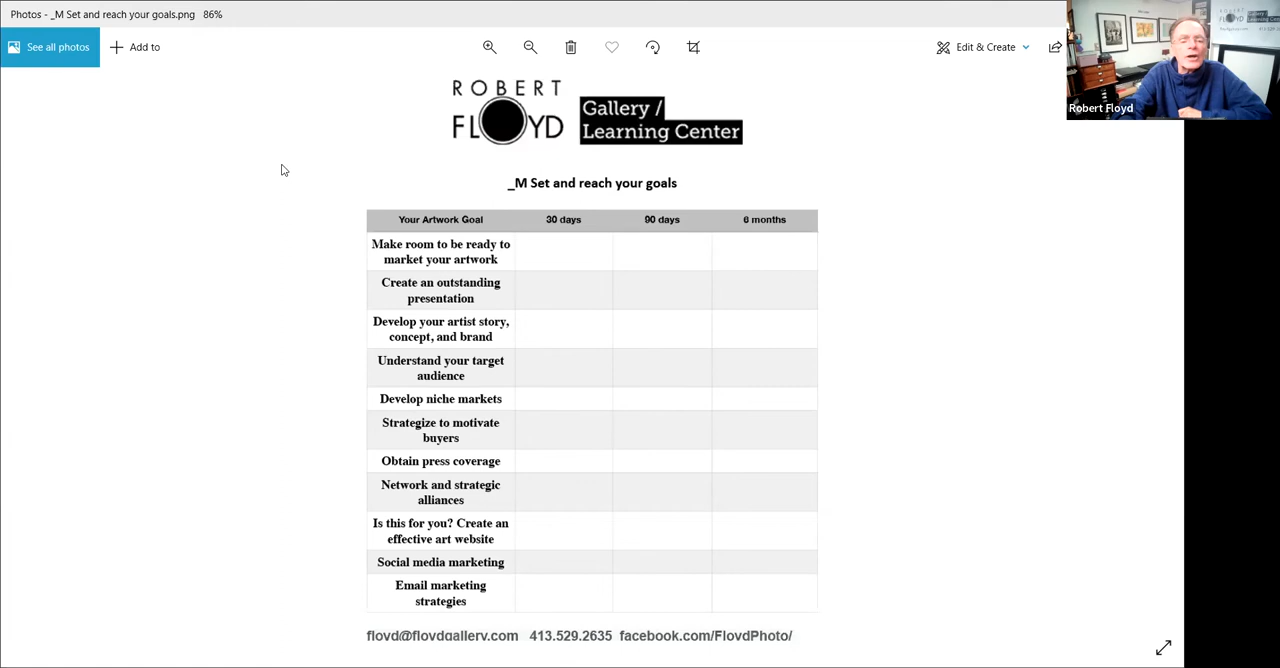 Photos - _M Set and reach your goals.png 86%
See all photos
Add to
Edit & Create
ROBERT
FLOYD
Gallery /
Learning Center
Robert Floyd
_M Set and reach your goals
Your Artwork Goal 30 days 90 days 6 months
Make room to be ready to
market your artwork
Create an outstanding
presentation
Develop your artist story,
concept, and brand
Understand your target
audience
Develop niche markets
Strategize to motivate
buyers
Obtain press coverage
Network and strategic
alliances
Is this for you? Create an
effective art website
Social media marketing
Email marketing
strategies
floyd@floydgallery.com 413.529.2635 facebook.com/FloydPhoto/